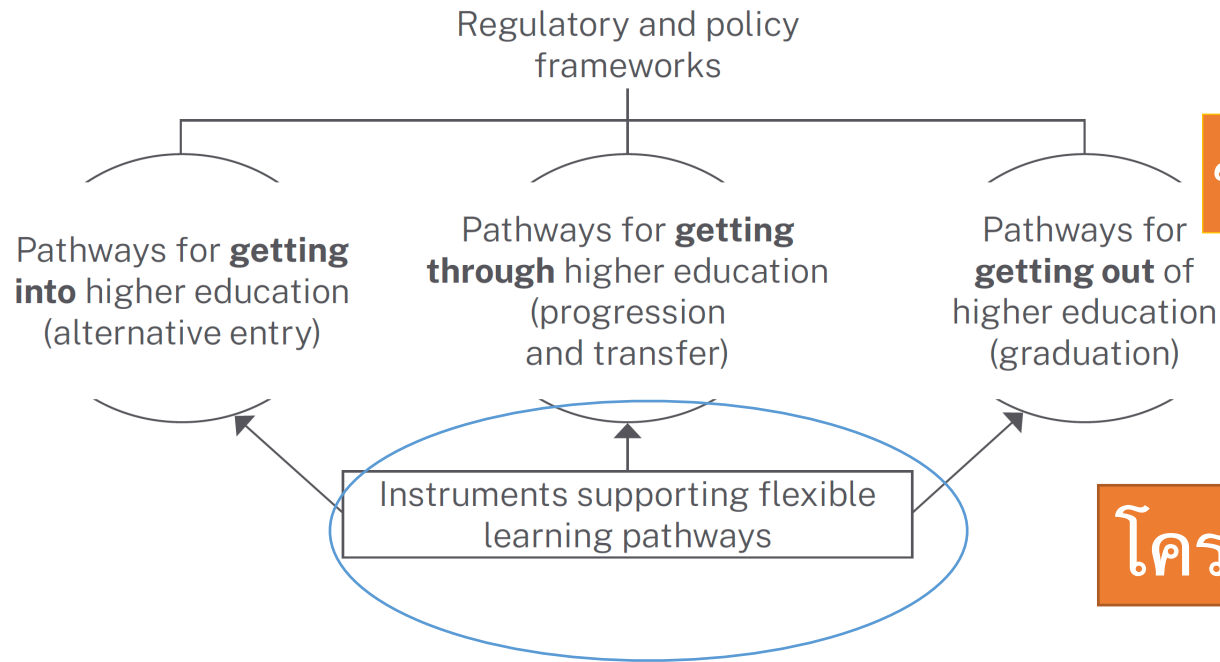 Regulatory and policy
frameworks
Pathways for getting
into higher education
(alternative entry)
Pathways for getting
through higher education
(progression
and transfer)
Pathways for
getting out of
higher education
(graduation)
Instruments supporting flexible
learning pathways